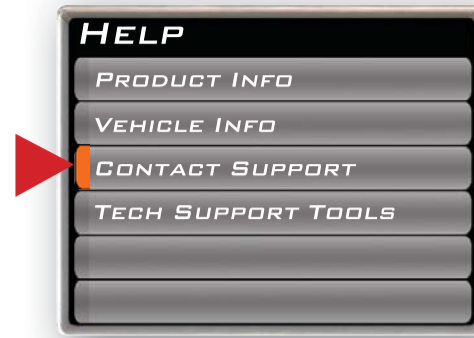 HELP
PRODUCT INFO
VEHICLE INFO
CONTACT SUPPORT
TECH SUPPORT TOOLS